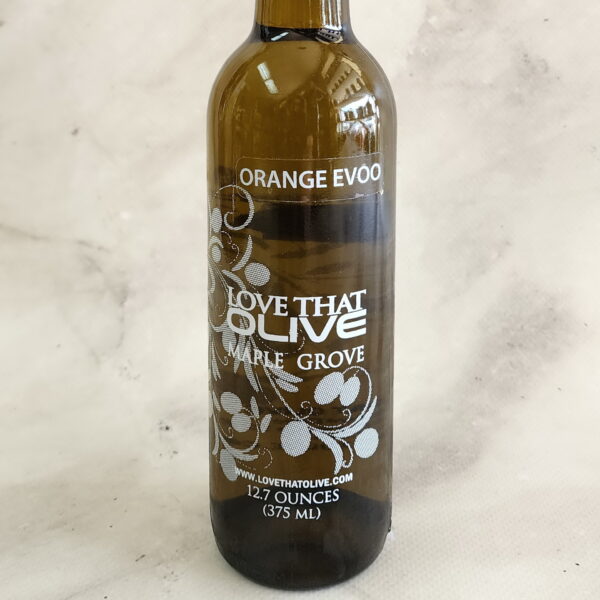 ORANGE EVOO
LOVE THAT
OLIVE
MAPLE GROVE
WWW.LOVETHATOLIVE.COM
12.7 OUNCES
(375 ML)